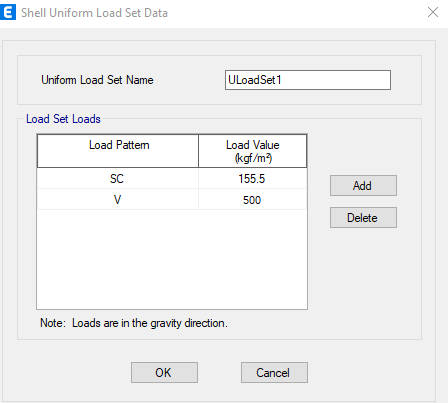 E Shell Uniform Load Set Data
Uniform Load Set Name ULoadSet1
Load Set Loads
Load Pattern Load Value
(kgf/m²)
SC 155.5
V 500
Add
Delete
Note: Loads are in the gravity direction.
OK Cancel